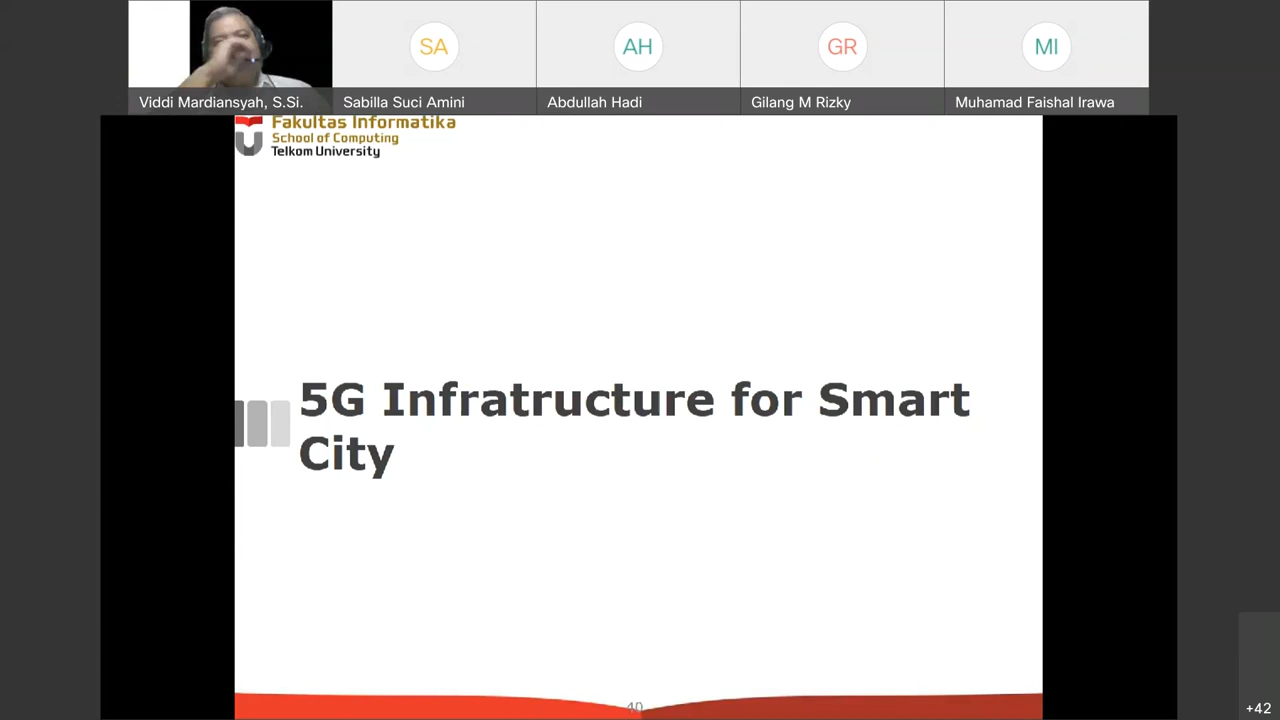 SA
AH
GR
MI
Viddi Mardiansyah, S.Si.
Sabilla Suci Amini
Abdullah Hadi
Gilang M Rizky
Muhamad Faishal Irawa
Fakultas Informatika
School of Computing
Telkom University
5G Infratructure for Smart
City
40
+42